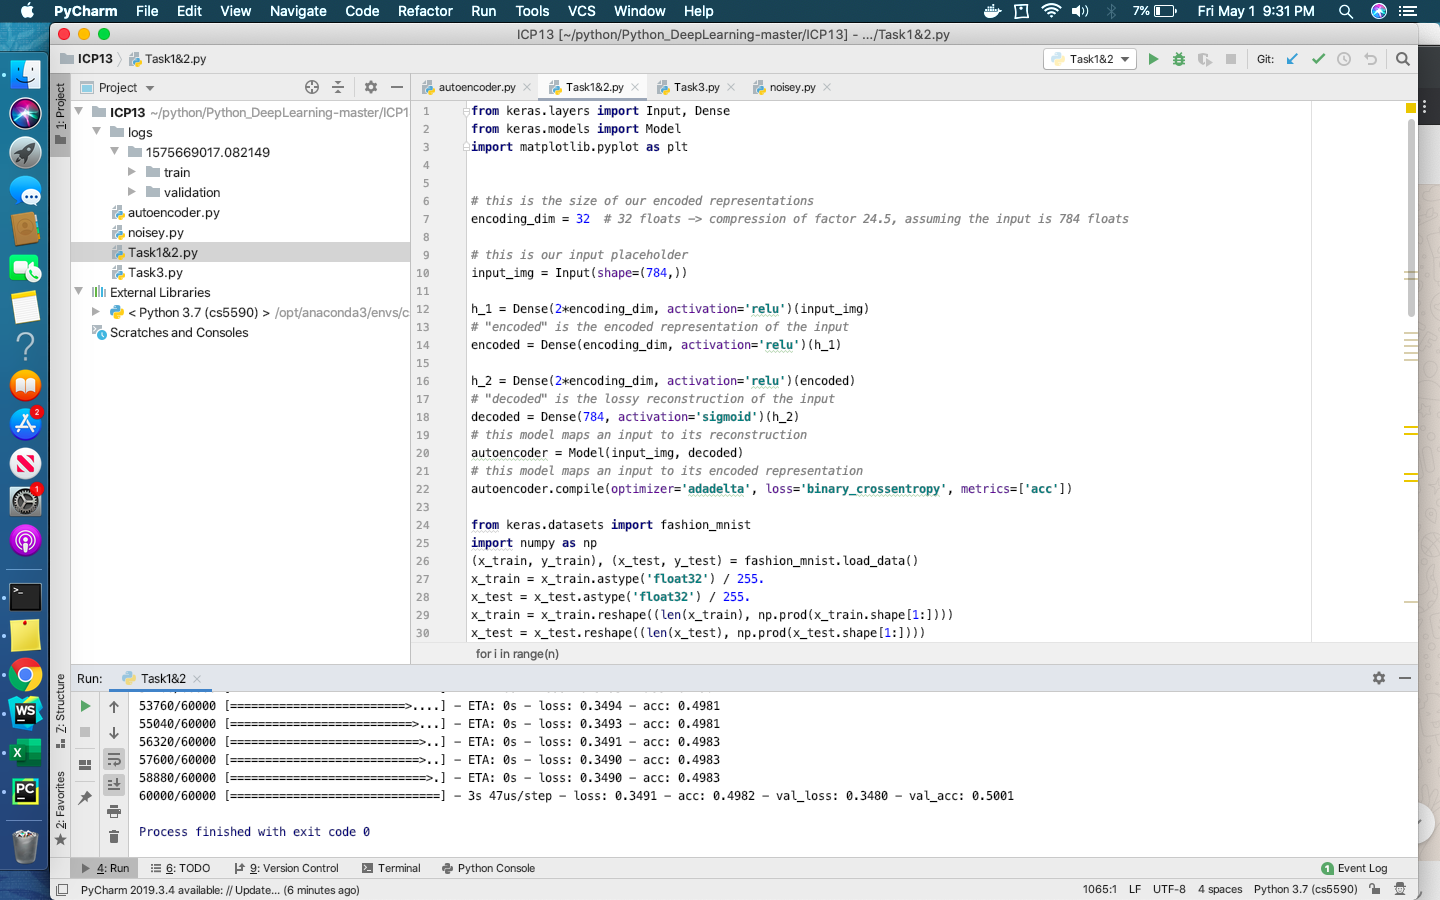 PyCharm File Edit View Navigate Code Refactor Run Tools VCS Window Help 7% Fri May 1 9:31 PM
ICP13 [~/python/Python_DeepLearning-master/ICP13] - .../Task1&2.py
ICP13 Task1&2.py Task1&2 Git:
Project autoencoder.py Task1&2.py Task3.py noisey.py
1: Project
ICP13 ~/python/Python_DeepLearning-master/ICP1
logs
1575669017.082149
train
validation
autoencoder.py
noisey.py
Task1&2.py
Task3.py
External Libraries
< Python 3.7 (cs5590) > /opt/anaconda3/envs/c
Scratches and Consoles
1 from keras.layers import Input, Dense
2 from keras.models import Model
3 import matplotlib.pyplot as plt
4
5
6 # this is the size of our encoded representations
7 encoding_dim = 32  # 32 floats -> compression of factor 24.5, assuming the input is 784 floats
8
9 # this is our input placeholder
10 input_img = Input(shape=(784,))
11
12 h_1 = Dense(2*encoding_dim, activation='relu')(input_img)
13 # "encoded" is the encoded representation of the input
14 encoded = Dense(encoding_dim, activation='relu')(h_1)
15
16 h_2 = Dense(2*encoding_dim, activation='relu')(encoded)
17 # "decoded" is the lossy reconstruction of the input
18 decoded = Dense(784, activation='sigmoid')(h_2)
19 # this model maps an input to its reconstruction
20 autoencoder = Model(input_img, decoded)
21 # this model maps an input to its encoded representation
22 autoencoder.compile(optimizer='adadelta', loss='binary_crossentropy', metrics=['acc'])
23
24 from keras.datasets import fashion_mnist
25 import numpy as np
26 (x_train, y_train), (x_test, y_test) = fashion_mnist.load_data()
27 x_train = x_train.astype('float32') / 255.
28 x_test = x_test.astype('float32') / 255.
29 x_train = x_train.reshape((len(x_train), np.prod(x_train.shape[1:])))
30 x_test = x_test.reshape((len(x_test), np.prod(x_test.shape[1:])))
for i in range(n)
Run: Task1&2
Z: Structure
2: Favorites
53760/60000 [=========================>....] - ETA: 0s - loss: 0.3494 - acc: 0.4981
55040/60000 [==========================>...] - ETA: 0s - loss: 0.3493 - acc: 0.4981
56320/60000 [===========================>..] - ETA: 0s - loss: 0.3491 - acc: 0.4983
57600/60000 [===========================>..] - ETA: 0s - loss: 0.3490 - acc: 0.4983
58880/60000 [============================>.] - ETA: 0s - loss: 0.3490 - acc: 0.4983
60000/60000 [==============================] - 3s 47us/step - loss: 0.3491 - acc: 0.4982 - val_loss: 0.3480 - val_acc: 0.5001
Process finished with exit code 0
4: Run 6: TODO 9: Version Control Terminal Python Console 1 Event Log
PyCharm 2019.3.4 available: // Update... (6 minutes ago) 1065:1 LF UTF-8 4 spaces Python 3.7 (cs5590)
2
1
WS
X
PC